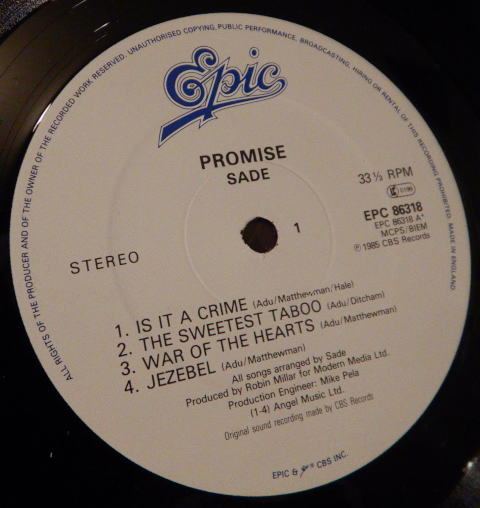 ALL RIGHTS OF THE PRODUCER AND OF THE OWNER OF THE RECORDED WORK RESERVED. UNAUTHORISED COPYING, PUBLIC PERFORMANCE, BROADCASTING, HIRING OR RENTAL OF THIS RECORDING PROHIBITED. MADE IN ENGLAND.
Epic
PROMISE
SADE
33⅓ RPM
EPC 86318
EPC 86318 A*
MCPS/BIEM
℗ 1985 CBS Records
1
STEREO
1. IS IT A CRIME (Adu/Matthewman/Hale)
2. THE SWEETEST TABOO (Adu/Ditcham)
3. WAR OF THE HEARTS (Adu/Matthewman)
4. JEZEBEL (Adu/Matthewman)
All songs arranged by Sade
Produced by Robin Millar for Modern Media Ltd.
Production Engineer: Mike Pela
(1-4) Angel Music Ltd.
Original sound recording made by CBS Records
EPIC & ® CBS INC.